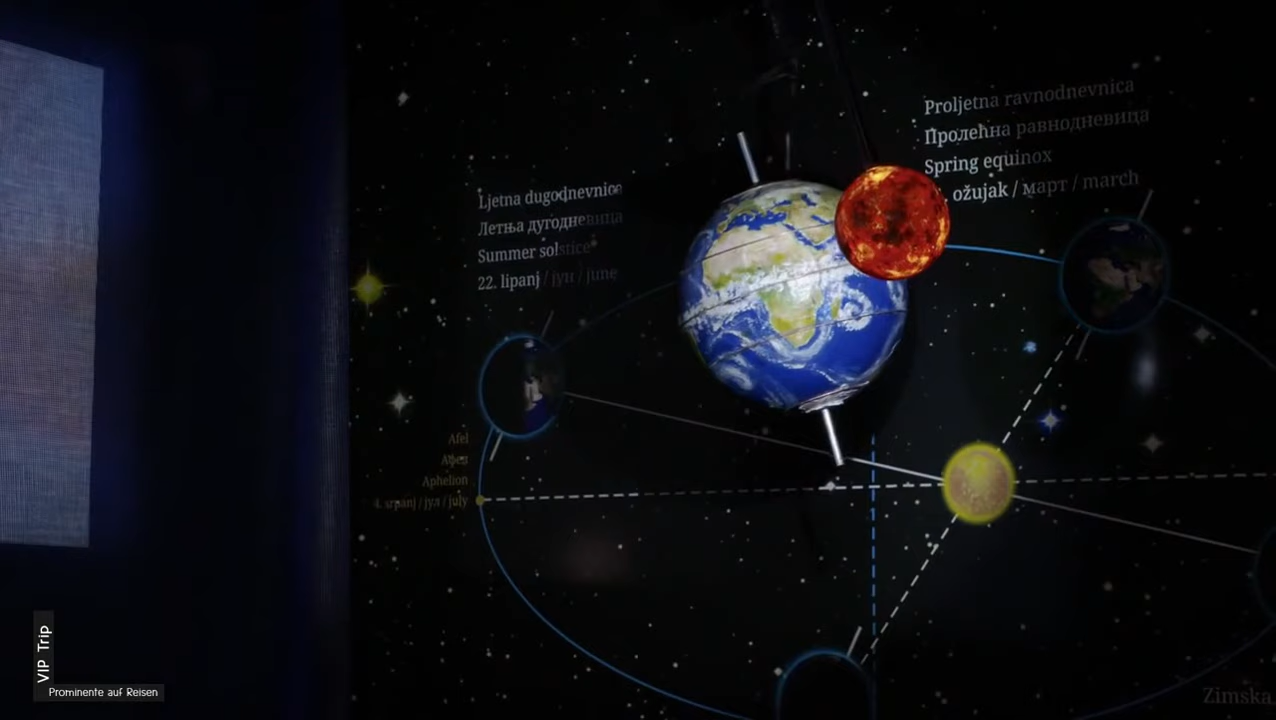 Proljetna ravnodnevnica
Пролећна равнодневица
Spring equinox
ožujak / март / march
Ljetna dugodnevnica
Летња дугодневица
Summer solstice
22. lipanj / јун / june
Afel
Афел
Aphelion
4. srpanj / јул / july
Zimska
VIP Trip
Prominente auf Reisen